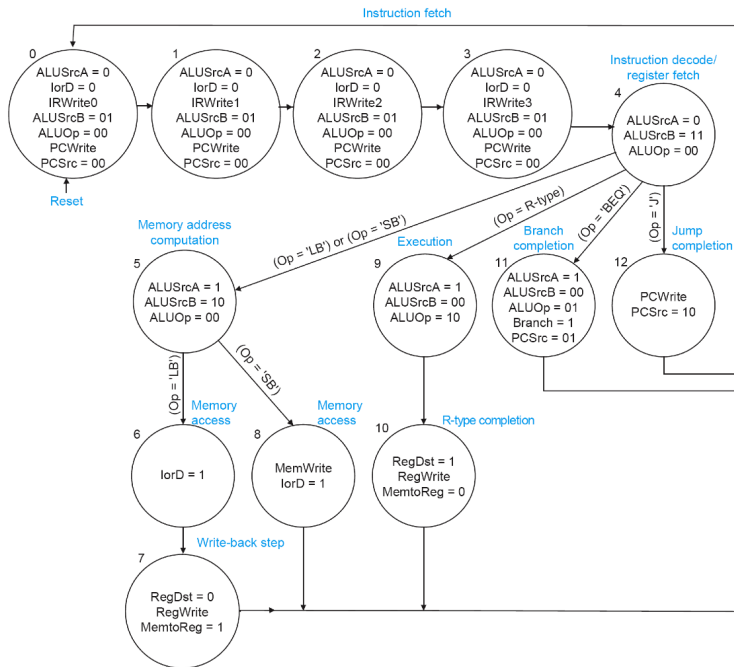 Instruction fetch
0
ALUSrcA = 0
IorD = 0
IRWrite0
ALUSrcB = 01
ALUOp = 00
PCWrite
PCSrc = 00
Reset
1
ALUSrcA = 0
IorD = 0
IRWrite1
ALUSrcB = 01
ALUOp = 00
PCWrite
PCSrc = 00
2
ALUSrcA = 0
IorD = 0
IRWrite2
ALUSrcB = 01
ALUOp = 00
PCWrite
PCSrc = 00
3
ALUSrcA = 0
IorD = 0
IRWrite3
ALUSrcB = 01
ALUOp = 00
PCWrite
PCSrc = 00
Instruction decode/
register fetch
4
ALUSrcA = 0
ALUSrcB = 11
ALUOp = 00
(Op = 'LB') or (Op = 'SB')
(Op = R-type)
(Op = 'BEQ')
(Op = 'J')
Memory address
computation
5
ALUSrcA = 1
ALUSrcB = 10
ALUOp = 00
Execution
9
ALUSrcA = 1
ALUSrcB = 00
ALUOp = 10
Branch
completion
11
ALUSrcA = 1
ALUSrcB = 00
ALUOp = 01
Branch = 1
PCSrc = 01
Jump
completion
12
PCWrite
PCSrc = 10
(Op = 'LB')
(Op = 'SB')
Memory
access
6
IorD = 1
Memory
access
8
MemWrite
IorD = 1
R-type completion
10
RegDst = 1
RegWrite
MemtoReg = 0
Write-back step
7
RegDst = 0
RegWrite
MemtoReg = 1